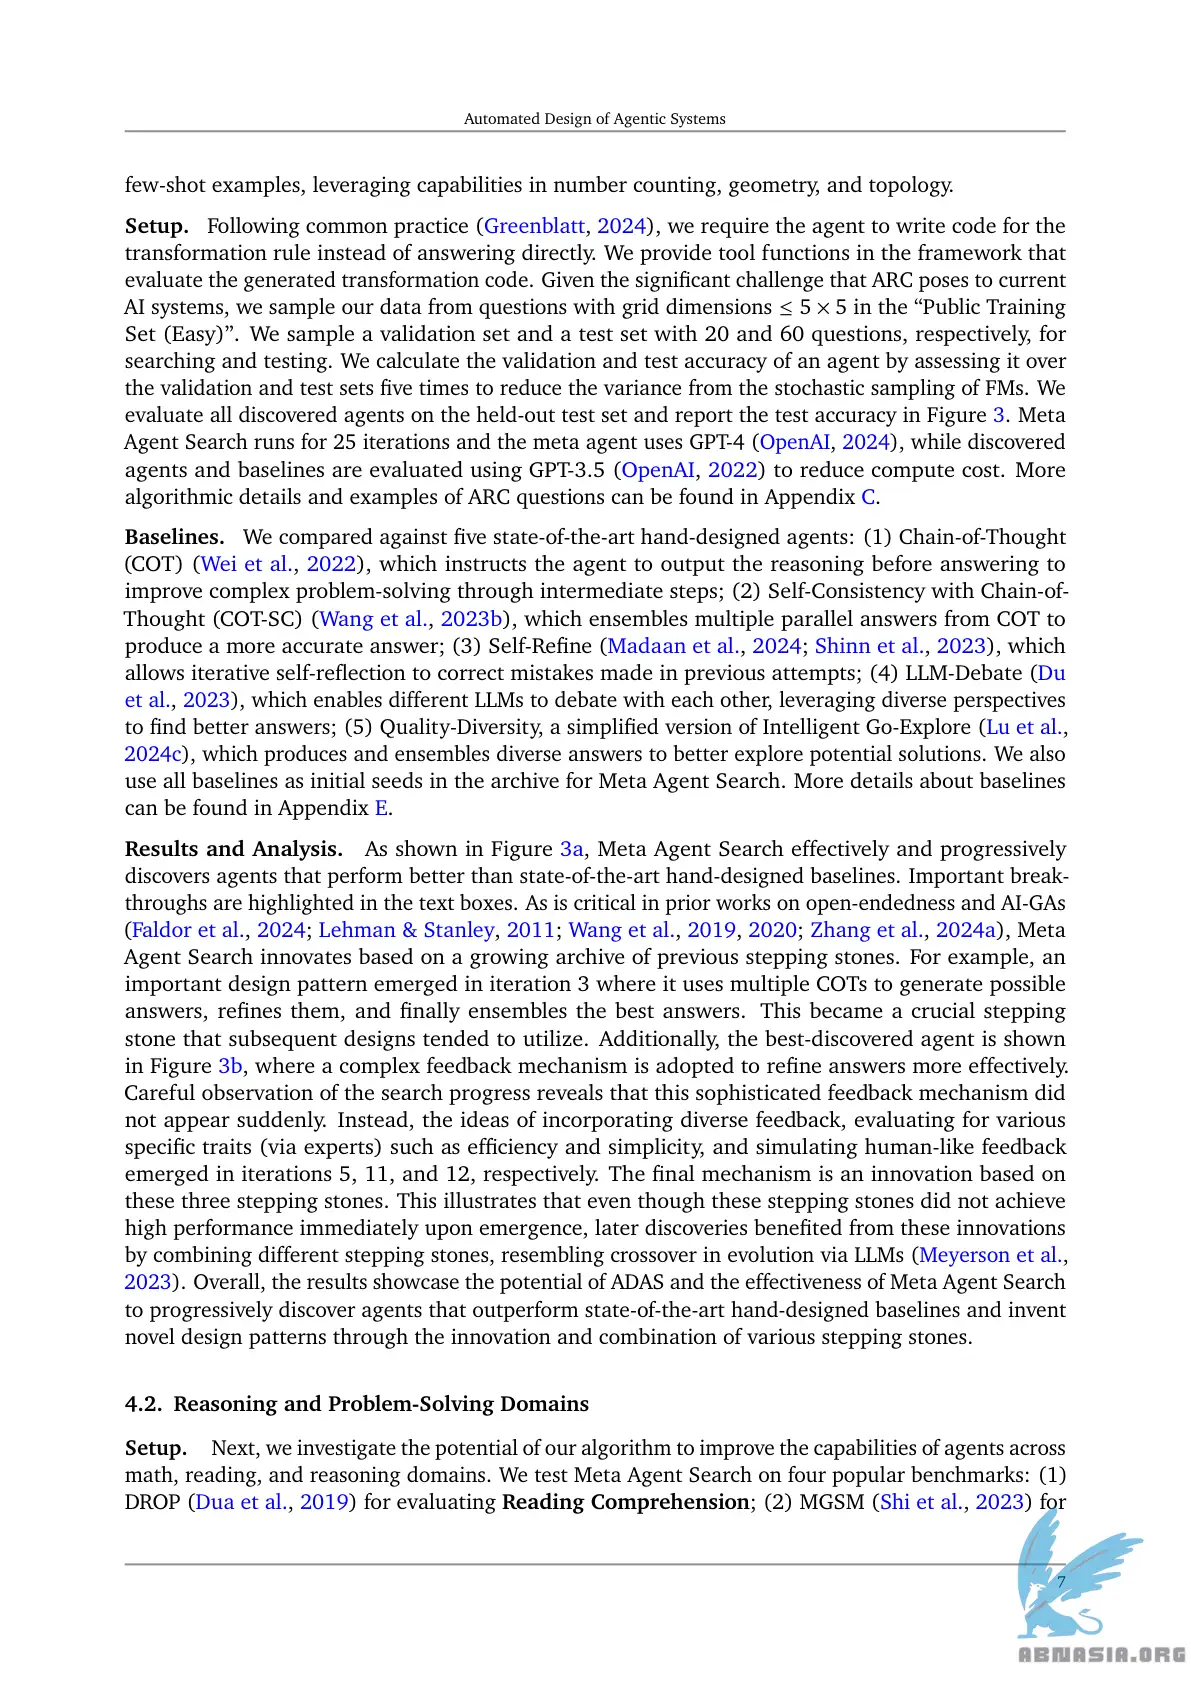 Automated Design of Agentic Systems
few-shot examples, leveraging capabilities in number counting, geometry, and topology.
Setup. Following common practice (Greenblatt, 2024), we require the agent to write code for the
transformation rule instead of answering directly. We provide tool functions in the framework that
evaluate the generated transformation code. Given the significant challenge that ARC poses to current
AI systems, we sample our data from questions with grid dimensions ≤ 5 × 5 in the “Public Training
Set (Easy)”. We sample a validation set and a test set with 20 and 60 questions, respectively, for
searching and testing. We calculate the validation and test accuracy of an agent by assessing it over
the validation and test sets five times to reduce the variance from the stochastic sampling of FMs. We
evaluate all discovered agents on the held-out test set and report the test accuracy in Figure 3. Meta
Agent Search runs for 25 iterations and the meta agent uses GPT-4 (OpenAI, 2024), while discovered
agents and baselines are evaluated using GPT-3.5 (OpenAI, 2022) to reduce compute cost. More
algorithmic details and examples of ARC questions can be found in Appendix C.
Baselines. We compared against five state-of-the-art hand-designed agents: (1) Chain-of-Thought
(COT) (Wei et al., 2022), which instructs the agent to output the reasoning before answering to
improve complex problem-solving through intermediate steps; (2) Self-Consistency with Chain-of-
Thought (COT-SC) (Wang et al., 2023b), which ensembles multiple parallel answers from COT to
produce a more accurate answer; (3) Self-Refine (Madaan et al., 2024; Shinn et al., 2023), which
allows iterative self-reflection to correct mistakes made in previous attempts; (4) LLM-Debate (Du
et al., 2023), which enables different LLMs to debate with each other, leveraging diverse perspectives
to find better answers; (5) Quality-Diversity, a simplified version of Intelligent Go-Explore (Lu et al.,
2024c), which produces and ensembles diverse answers to better explore potential solutions. We also
use all baselines as initial seeds in the archive for Meta Agent Search. More details about baselines
can be found in Appendix E.
Results and Analysis. As shown in Figure 3a, Meta Agent Search effectively and progressively
discovers agents that perform better than state-of-the-art hand-designed baselines. Important break-
throughs are highlighted in the text boxes. As is critical in prior works on open-endedness and AI-GAs
(Faldor et al., 2024; Lehman & Stanley, 2011; Wang et al., 2019, 2020; Zhang et al., 2024a), Meta
Agent Search innovates based on a growing archive of previous stepping stones. For example, an
important design pattern emerged in iteration 3 where it uses multiple COTs to generate possible
answers, refines them, and finally ensembles the best answers. This became a crucial stepping
stone that subsequent designs tended to utilize. Additionally, the best-discovered agent is shown
in Figure 3b, where a complex feedback mechanism is adopted to refine answers more effectively.
Careful observation of the search progress reveals that this sophisticated feedback mechanism did
not appear suddenly. Instead, the ideas of incorporating diverse feedback, evaluating for various
specific traits (via experts) such as efficiency and simplicity, and simulating human-like feedback
emerged in iterations 5, 11, and 12, respectively. The final mechanism is an innovation based on
these three stepping stones. This illustrates that even though these stepping stones did not achieve
high performance immediately upon emergence, later discoveries benefited from these innovations
by combining different stepping stones, resembling crossover in evolution via LLMs (Meyerson et al.,
2023). Overall, the results showcase the potential of ADAS and the effectiveness of Meta Agent Search
to progressively discover agents that outperform state-of-the-art hand-designed baselines and invent
novel design patterns through the innovation and combination of various stepping stones.
4.2. Reasoning and Problem-Solving Domains
Setup. Next, we investigate the potential of our algorithm to improve the capabilities of agents across
math, reading, and reasoning domains. We test Meta Agent Search on four popular benchmarks: (1)
DROP (Dua et al., 2019) for evaluating Reading Comprehension; (2) MGSM (Shi et al., 2023) for
7
ABNASIA.ORG